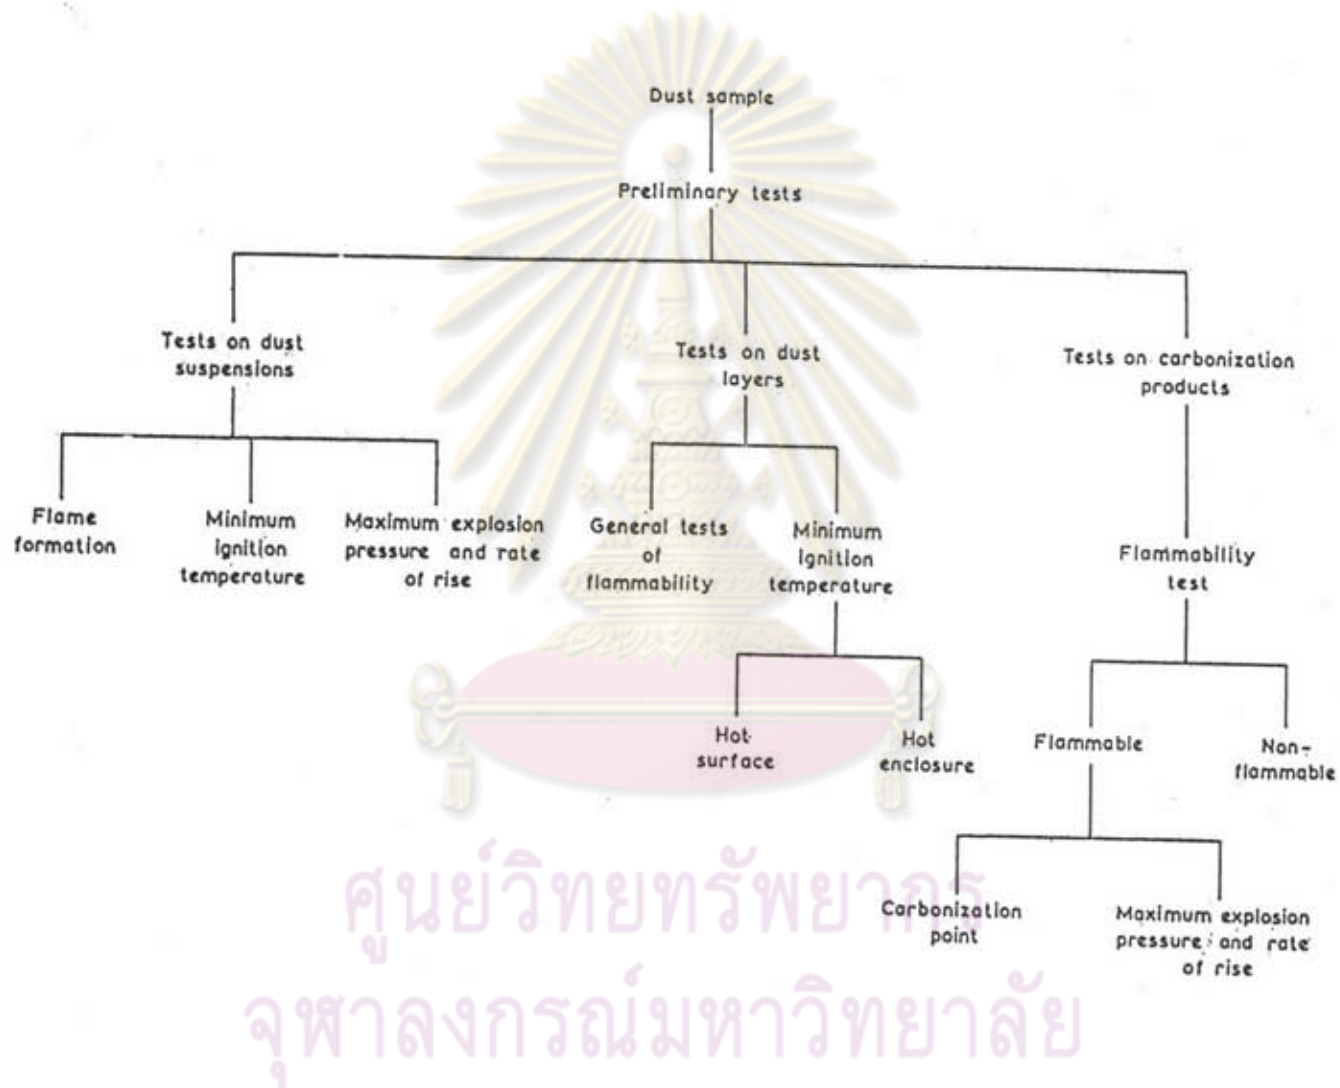 Dust sample
Preliminary tests
Tests on dust
suspensions
Tests on dust
layers
Tests on carbonization
products
Flame
formation
Minimum
ignition
temperature
Maximum explosion
pressure and rate
of rise
General tests
of
flammability
Minimum
ignition
temperature
Flammability
test
Hot
surface
Hot
enclosure
Flammable
Non-
flammable
Carbonization
point
Maximum explosion
pressure and rate
of rise
ศูนย์วิทยทรัพยากร
จุฬาลงกรณ์มหาวิทยาลัย